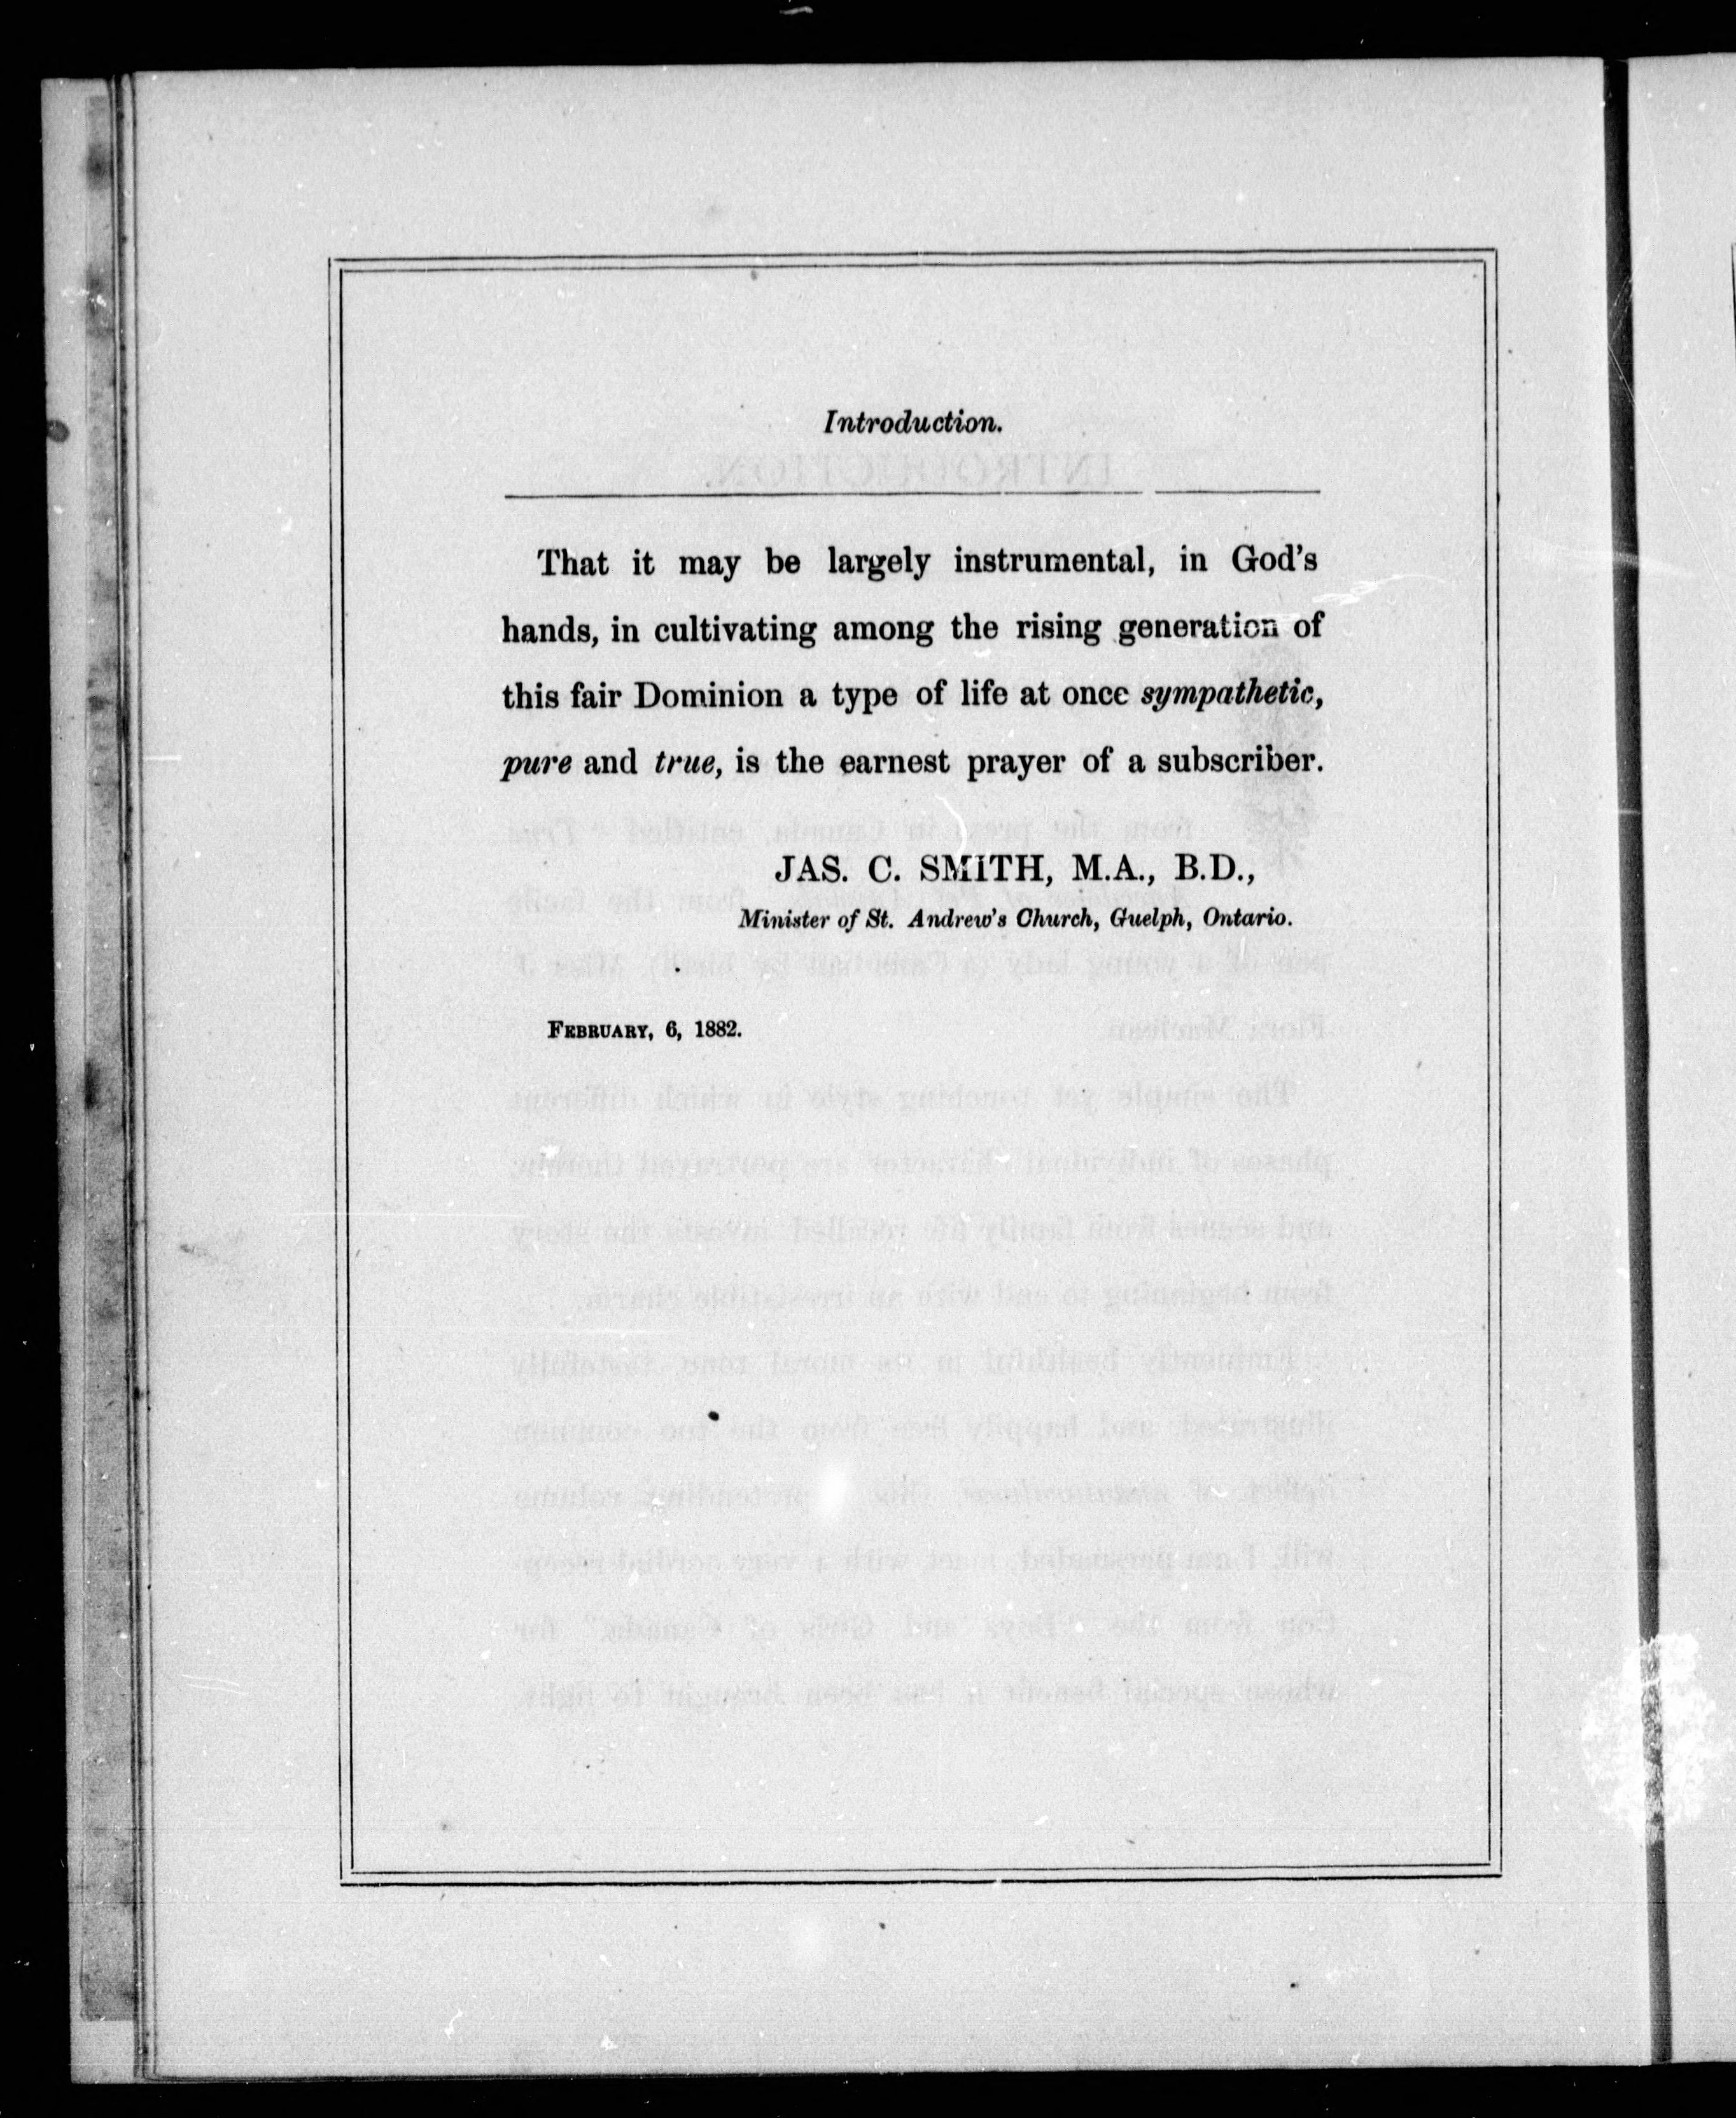 Introduction.
That it may be largely instrumental, in God's
hands, in cultivating among the rising generation of
this fair Dominion a type of life at once sympathetic,
pure and true, is the earnest prayer of a subscriber.
JAS. C. SMITH, M.A., B.D.,
Minister of St. Andrew's Church, Guelph, Ontario.
FEBRUARY, 6, 1882.